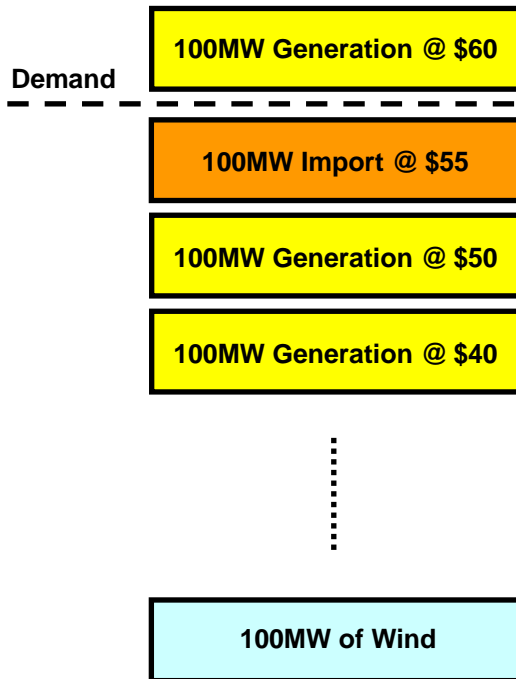 100MW Generation @ $60
Demand
100MW Import @ $55
100MW Generation @ $50
100MW Generation @ $40
100MW of Wind